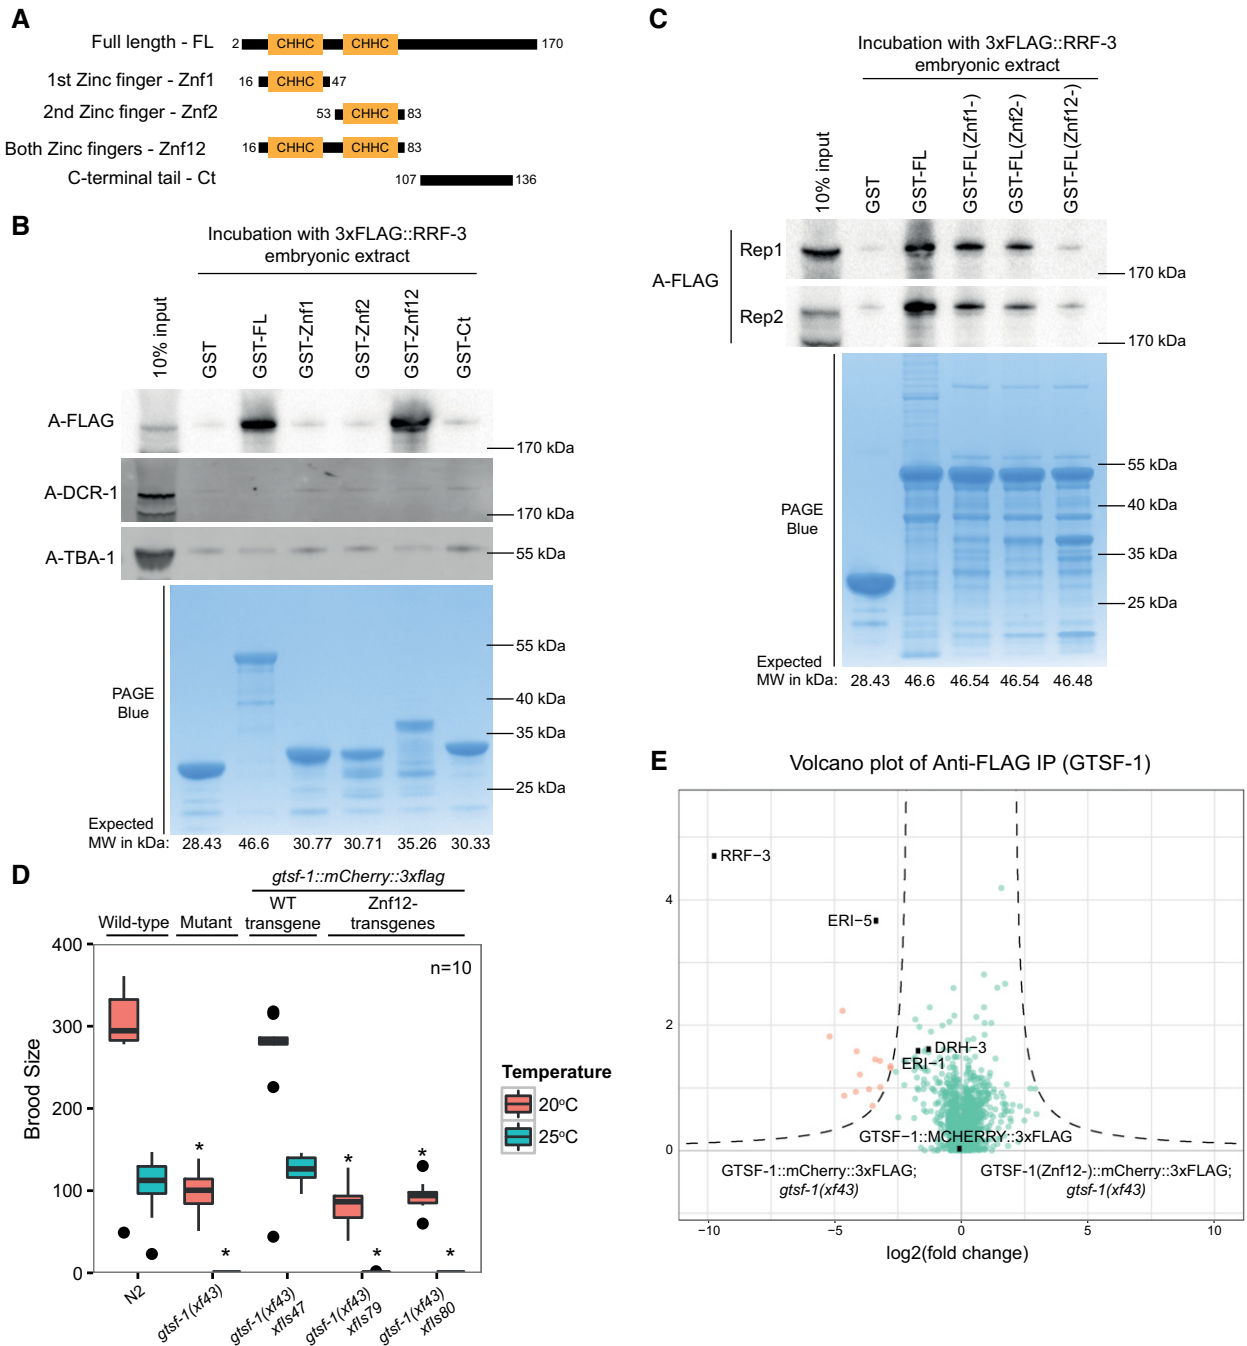 A
Full length - FL
2
CHHC
CHHC
170
1st Zinc finger - Znf1
16
CHHC
47
2nd Zinc finger - Znf2
53
CHHC
83
Both Zinc fingers - Znf12
16
CHHC
CHHC
83
C-terminal tail - Ct
107
136
B
Incubation with 3xFLAG::RRF-3
embryonic extract
10% input
GST
GST-FL
GST-Znf1
GST-Znf2
GST-Znf12
GST-Ct
A-FLAG
170 kDa
A-DCR-1
170 kDa
A-TBA-1
55 kDa
PAGE
Blue
55 kDa
40 kDa
35 kDa
25 kDa
Expected
MW in kDa:
28.43
46.6
30.77
30.71
35.26
30.33
C
Incubation with 3xFLAG::RRF-3
embryonic extract
10% input
GST
GST-FL
GST-FL(Znf1-)
GST-FL(Znf2-)
GST-FL(Znf12-)
A-FLAG
Rep1
170 kDa
Rep2
170 kDa
PAGE
Blue
55 kDa
40 kDa
35 kDa
25 kDa
Expected
MW in kDa:
28.43
46.6
46.54
46.54
46.48
D
gtsf-1::mCherry::3xflag
Wild-type
Mutant
WT
transgene
Znf12-
transgenes
n=10
Brood Size
400
300
200
100
0
*
*
*
*
*
*
N2
gtsf-1(xf43)
gtsf-1(xf43)
xfIs47
gtsf-1(xf43)
xfIs79
gtsf-1(xf43)
xfIs80
Temperature
20°C
25°C
E
Volcano plot of Anti-FLAG IP (GTSF-1)
RRF−3
ERI−5
DRH−3
ERI−1
GTSF−1::MCHERRY::3xFLAG
4
2
0
GTSF-1::mCherry::3xFLAG;
gtsf-1(xf43)
GTSF-1(Znf12-)::mCherry::3xFLAG;
gtsf-1(xf43)
−10
−5
0
5
10
log2(fold change)